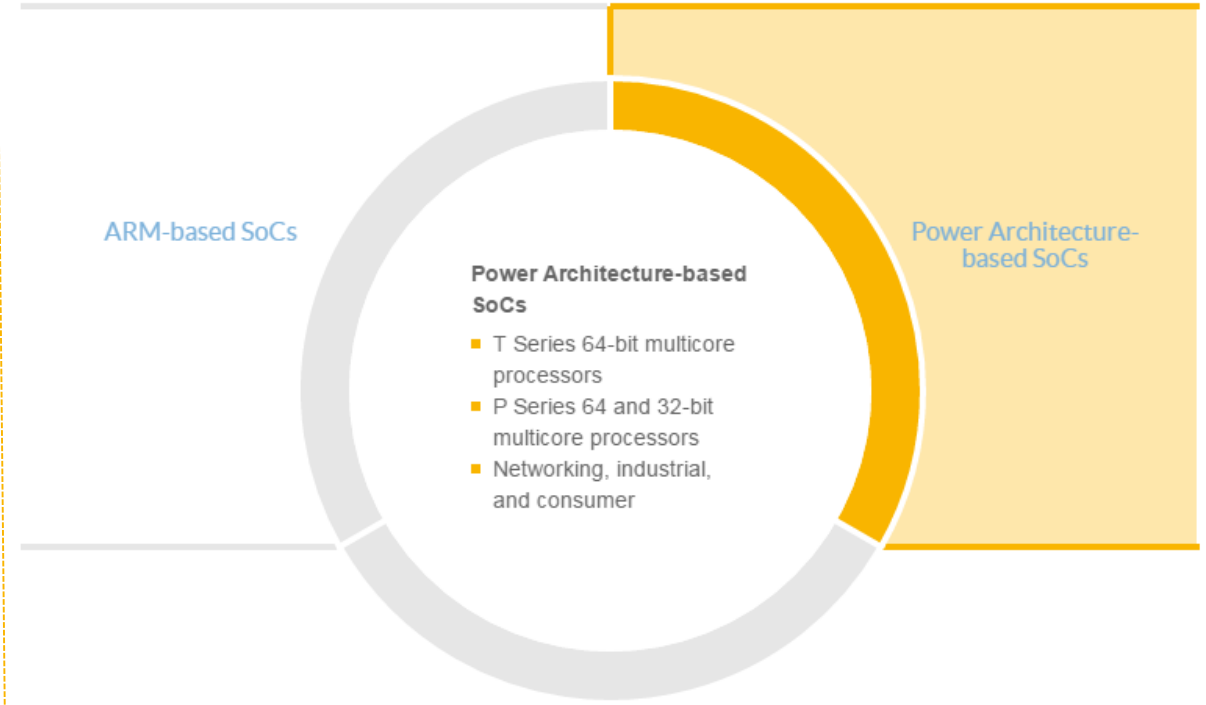 ARM-based SoCs
Power Architecture-
based SoCs
Power Architecture-based
SoCs
T Series 64-bit multicore
processors
P Series 64 and 32-bit
multicore processors
Networking, industrial,
and consumer